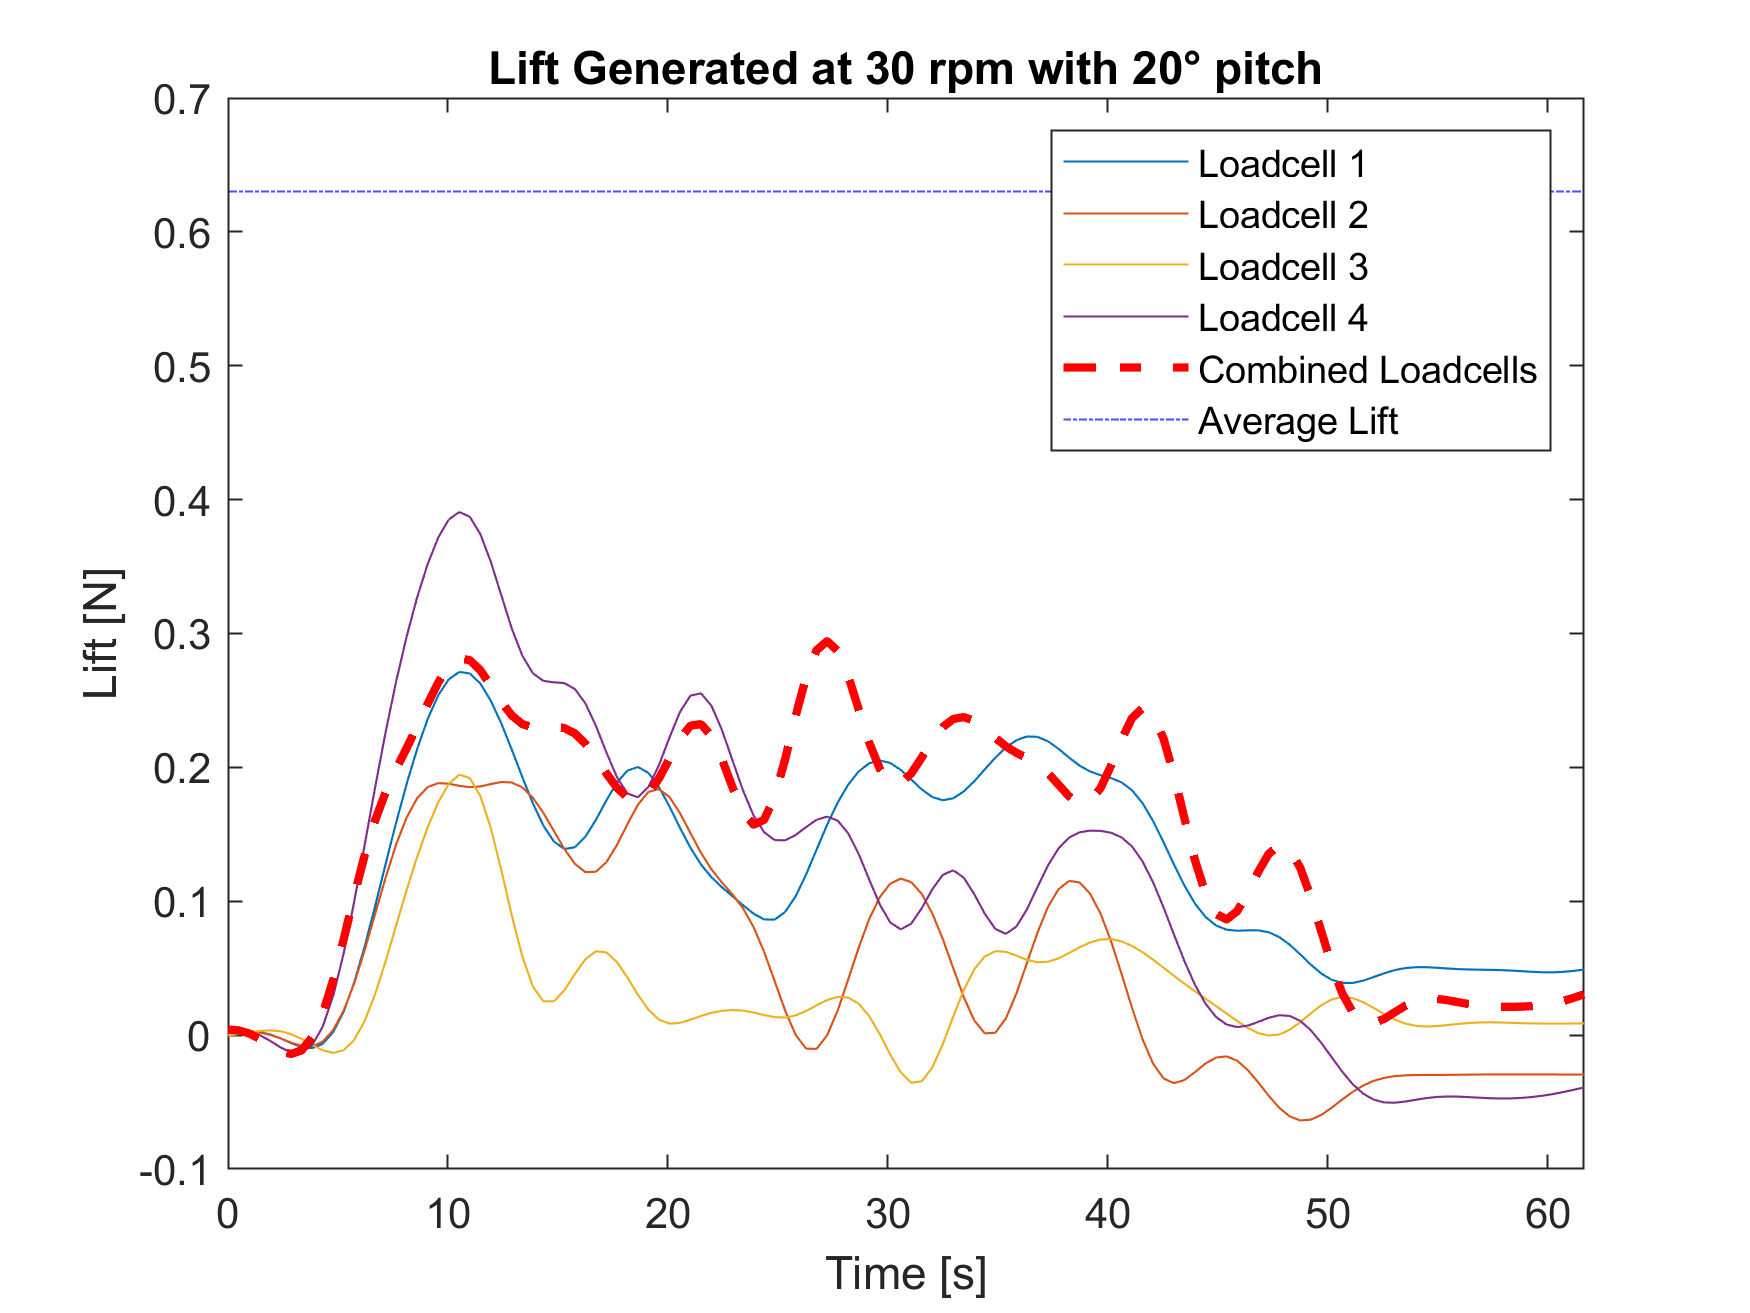 Lift Generated at 30 rpm with 20° pitch
0.7
0.6
0.5
0.4
0.3
0.2
0.1
0
-0.1
Lift [N]
Loadcell 1
Loadcell 2
Loadcell 3
Loadcell 4
Combined Loadcells
Average Lift
0 10 20 30 40 50 60
Time [s]